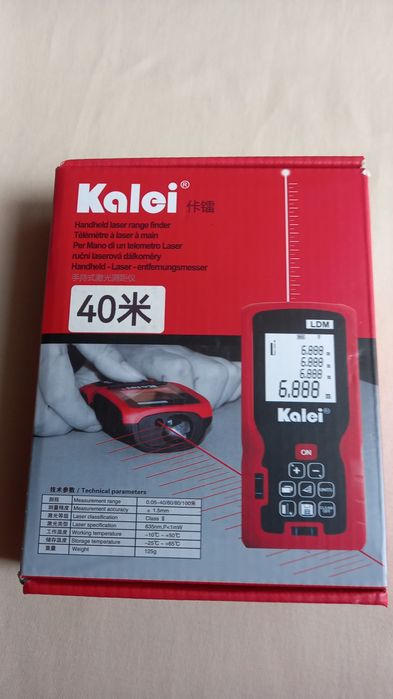 Kalei® 佧镭
Handheld laser range finder
Télémètre à laser à main
Per Mano di un telemetro Laser
ruční laserová dálkoměry
Handheld - Laser - entfernungsmesser
手持式激光测距仪
40米
LDM
6.888
6.888
6.888
6.888 m
Kalei®
ON
Kalei
技术参数 / Technical parameters
Measurement range 0.05-40/60/80/100米
测量精度 Measurement accuracy ± 1.5mm
激光等级 Laser classification Class Ⅱ
激光类型 Laser specification 635nm,P<1mW
工作温度 Working temperature -10℃ ~ +50℃
储存温度 Storage temperature -25℃ ~ +65℃
重量 Weight 125g